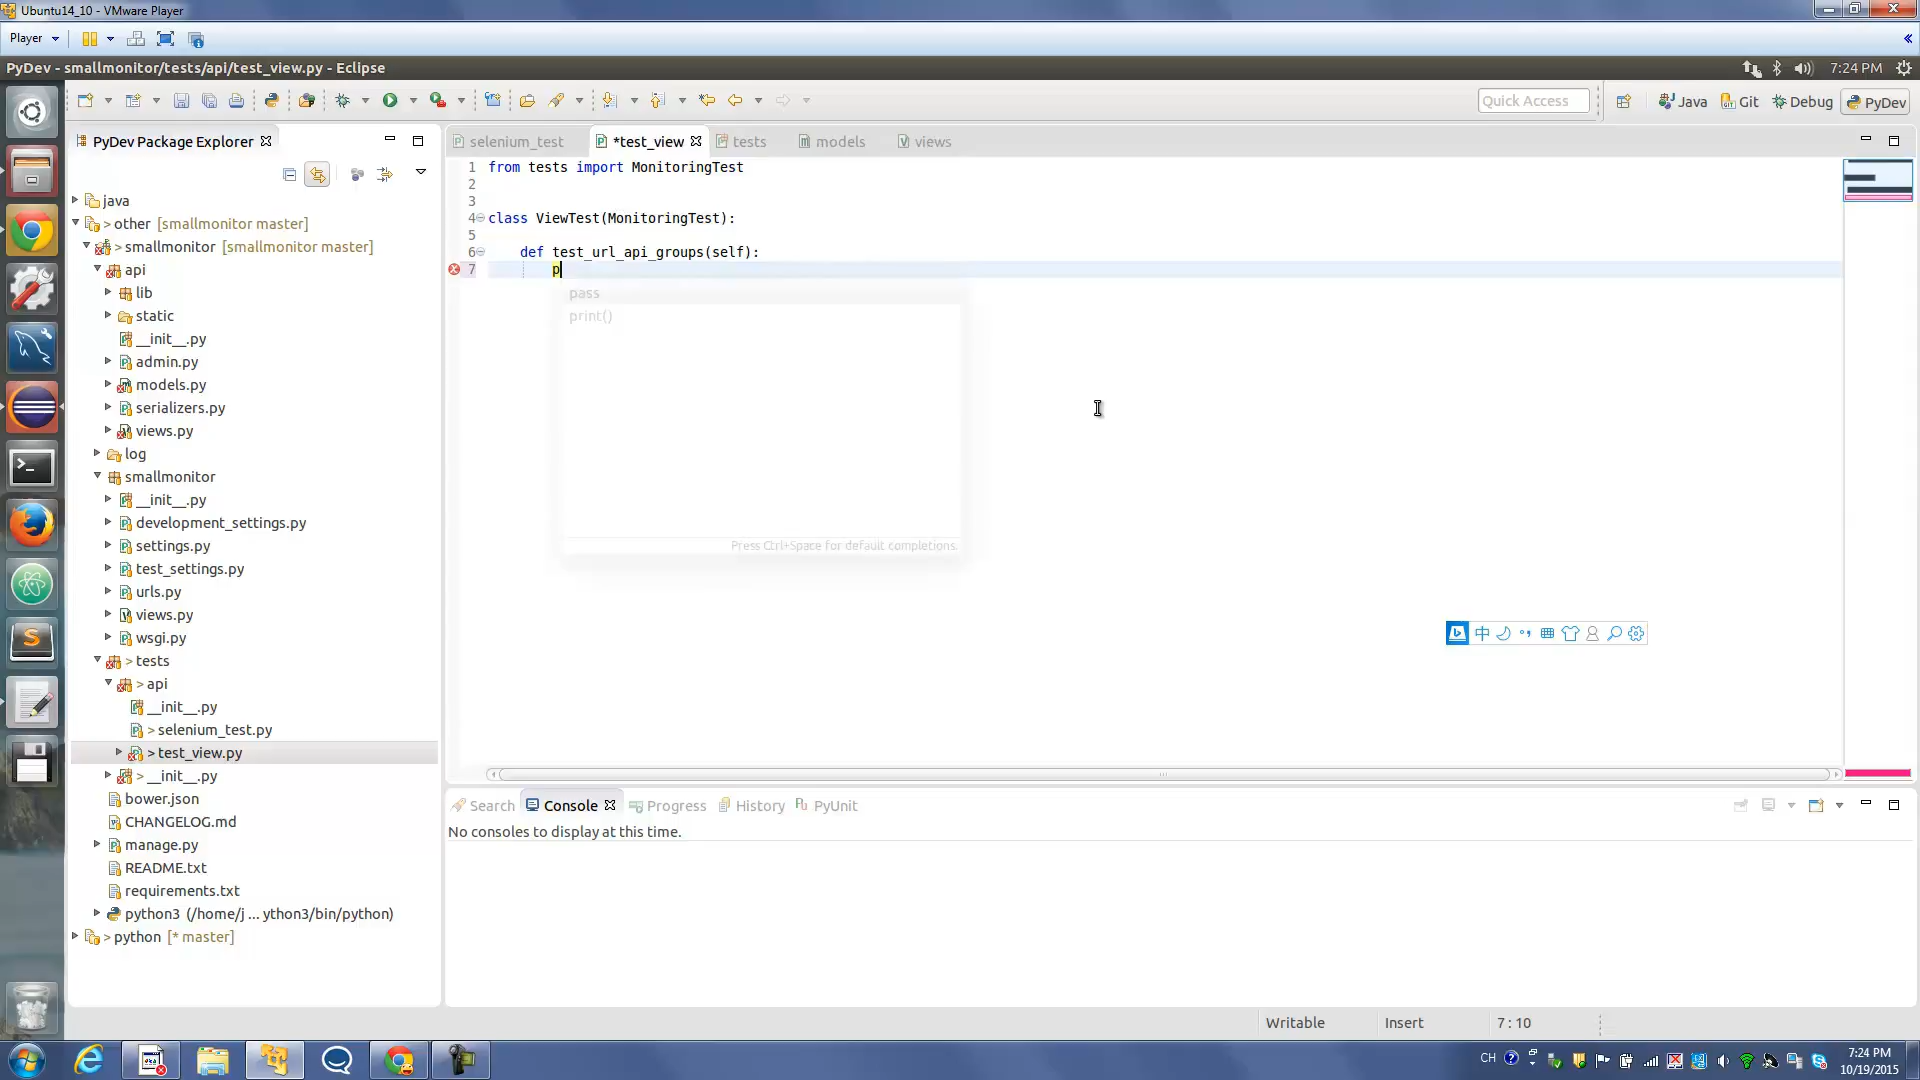 Ubuntu14_10 - VMware Player
Player
PyDev - smallmonitor/tests/api/test_view.py - Eclipse
7:24 PM
Quick Access
Java
Git
Debug
PyDev
PyDev Package Explorer
selenium_test
*test_view
tests
models
views
java
> other [smallmonitor master]
> smallmonitor [smallmonitor master]
api
lib
static
__init__.py
admin.py
models.py
serializers.py
views.py
log
smallmonitor
__init__.py
development_settings.py
settings.py
test_settings.py
urls.py
views.py
wsgi.py
> tests
> api
__init__.py
> selenium_test.py
> test_view.py
> __init__.py
bower.json
CHANGELOG.md
manage.py
README.txt
requirements.txt
python3 (/home/j ... ython3/bin/python)
> python [* master]
1 from tests import MonitoringTest
2
3
4 class ViewTest(MonitoringTest):
5
6 def test_url_api_groups(self):
7 p
pass
print()
Press Ctrl+Space for default completions.
中
Search
Console
Progress
History
PyUnit
No consoles to display at this time.
Writable
Insert
7 : 10
CH
7:24 PM
10/19/2015